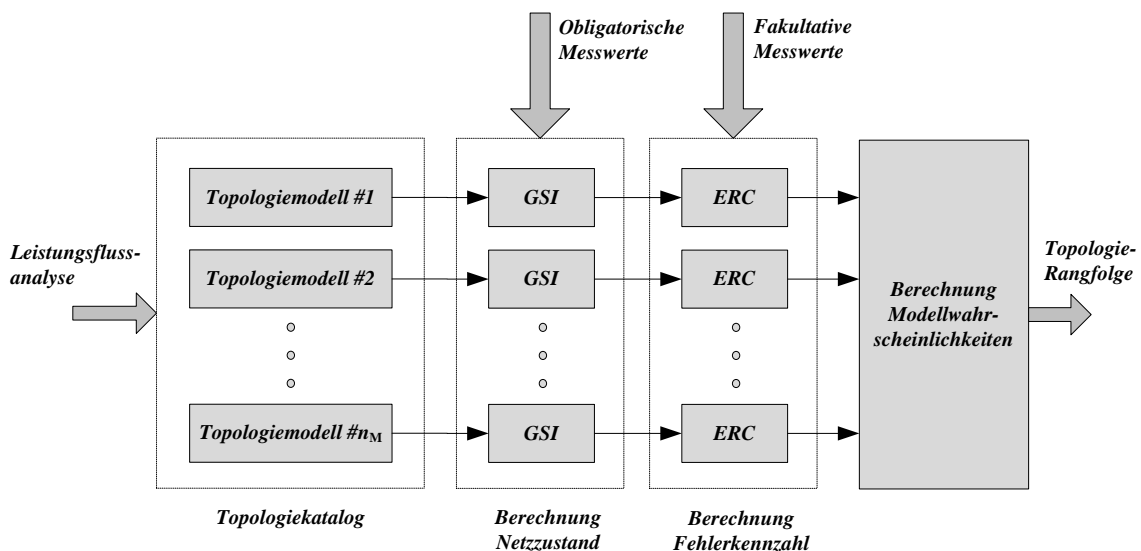 Obligatorische
Messwerte
Fakultative
Messwerte
Leistungsfluss-
analyse
Topologiemodell #1
GSI
ERC
Topologiemodell #2
GSI
ERC
Topologiemodell #nM
GSI
ERC
Berechnung
Modellwahr-
scheinlichkeiten
Topologie-
Rangfolge
Topologiekatalog
Berechnung
Netzzustand
Berechnung
Fehlerkennzahl